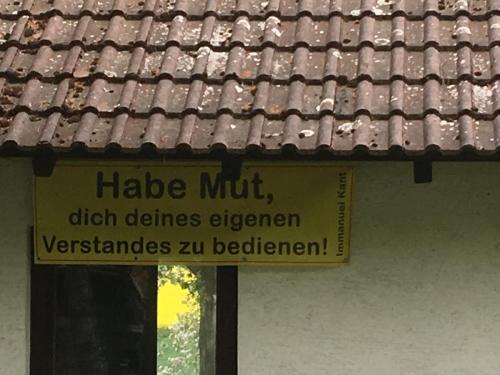 Habe Mut,
dich deines eigenen
Verstandes zu bedienen!
Immanuel Kant